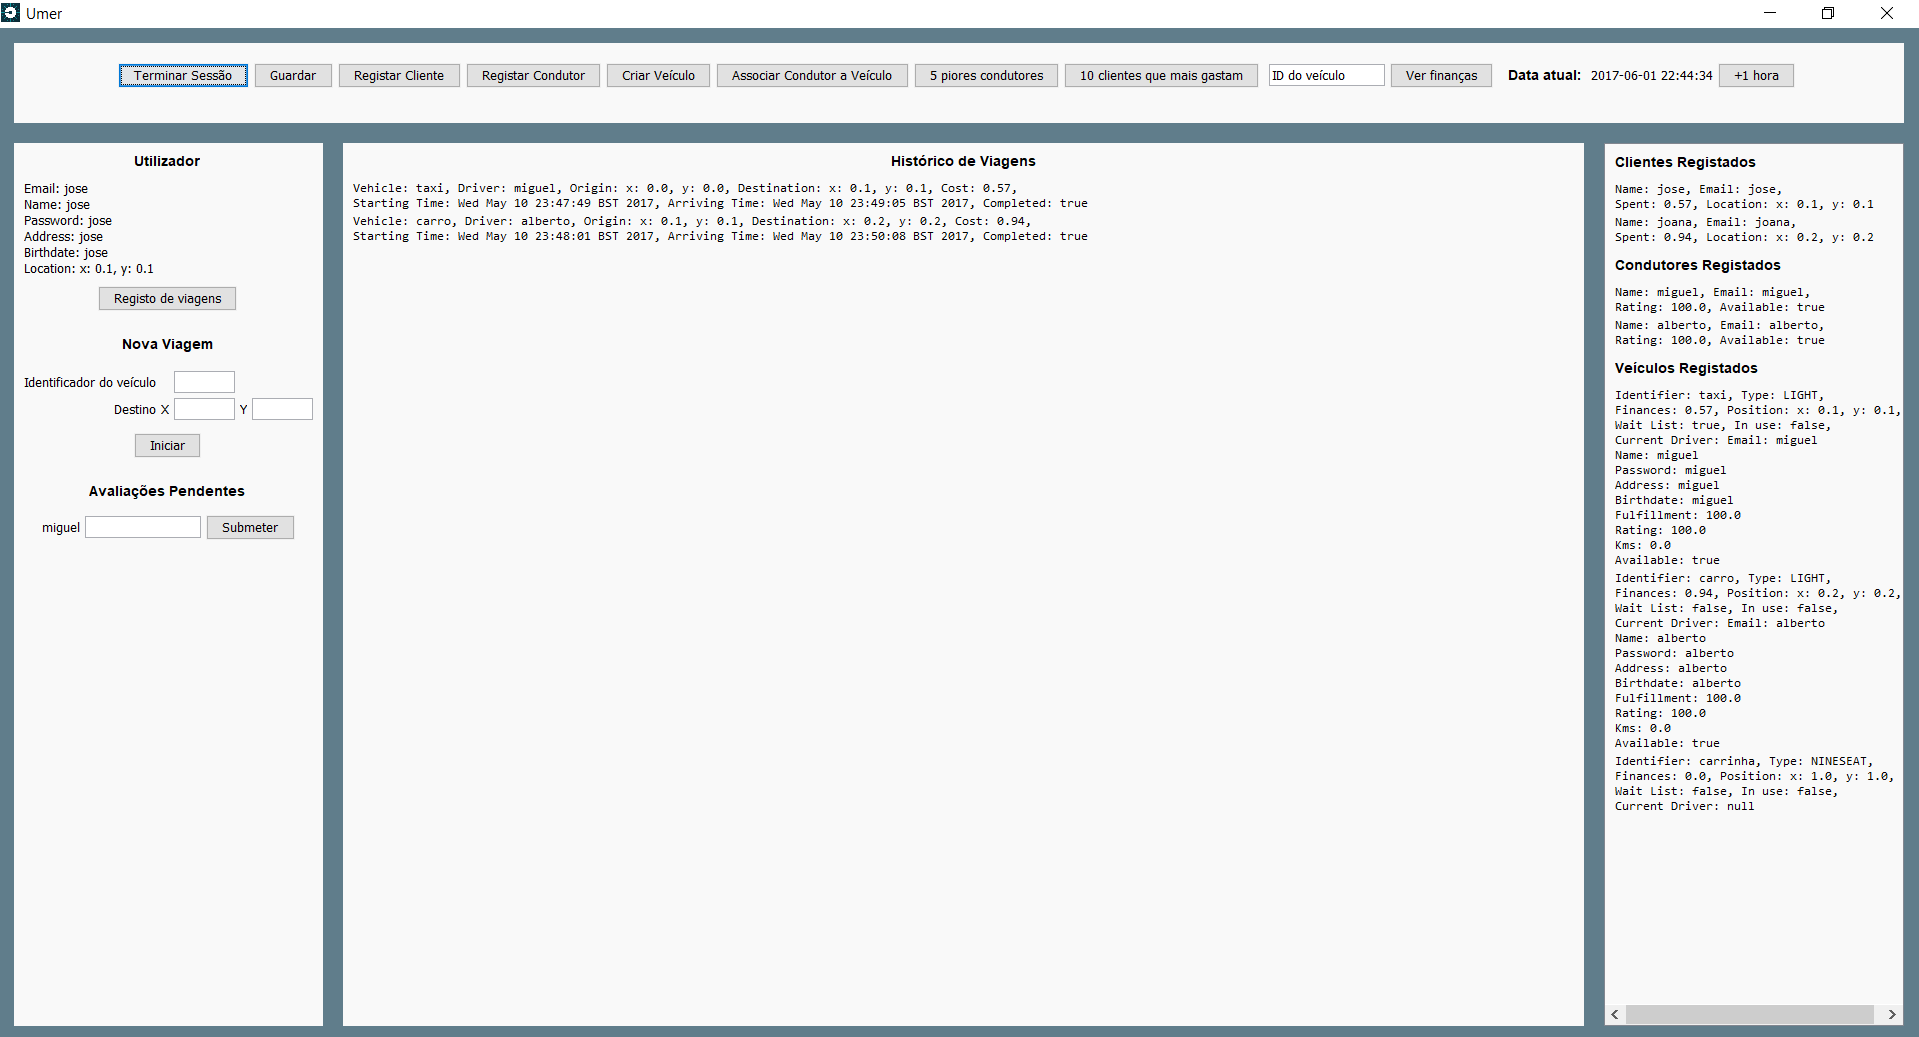 Umer
Terminar Sessão Guardar Registar Cliente Registar Condutor Criar Veículo Associar Condutor a Veículo 5 piores condutores 10 clientes que mais gastam ID do veículo Ver finanças Data atual: 2017-06-01 22:44:34 +1 hora
Utilizador
Email: jose
Name: jose
Password: jose
Address: jose
Birthdate: jose
Location: x: 0.1, y: 0.1
Registo de viagens
Nova Viagem
Identificador do veículo
Destino X Y
Iniciar
Avaliações Pendentes
miguel Submeter
Histórico de Viagens
Vehicle: taxi, Driver: miguel, Origin: x: 0.0, y: 0.0, Destination: x: 0.1, y: 0.1, Cost: 0.57,
Starting Time: Wed May 10 23:47:49 BST 2017, Arriving Time: Wed May 10 23:49:05 BST 2017, Completed: true
Vehicle: carro, Driver: alberto, Origin: x: 0.1, y: 0.1, Destination: x: 0.2, y: 0.2, Cost: 0.94,
Starting Time: Wed May 10 23:48:01 BST 2017, Arriving Time: Wed May 10 23:50:08 BST 2017, Completed: true
Clientes Registados
Name: jose, Email: jose,
Spent: 0.57, Location: x: 0.1, y: 0.1
Name: joana, Email: joana,
Spent: 0.94, Location: x: 0.2, y: 0.2
Condutores Registados
Name: miguel, Email: miguel,
Rating: 100.0, Available: true
Name: alberto, Email: alberto,
Rating: 100.0, Available: true
Veículos Registados
Identifier: taxi, Type: LIGHT,
Finances: 0.57, Position: x: 0.1, y: 0.1,
Wait List: true, In use: false,
Current Driver: Email: miguel
Name: miguel
Password: miguel
Address: miguel
Birthdate: miguel
Fulfillment: 100.0
Rating: 100.0
Kms: 0.0
Available: true
Identifier: carro, Type: LIGHT,
Finances: 0.94, Position: x: 0.2, y: 0.2,
Wait List: false, In use: false,
Current Driver: Email: alberto
Name: alberto
Password: alberto
Address: alberto
Birthdate: alberto
Fulfillment: 100.0
Rating: 100.0
Kms: 0.0
Available: true
Identifier: carrinha, Type: NINESEAT,
Finances: 0.0, Position: x: 1.0, y: 1.0,
Wait List: false, In use: false,
Current Driver: null